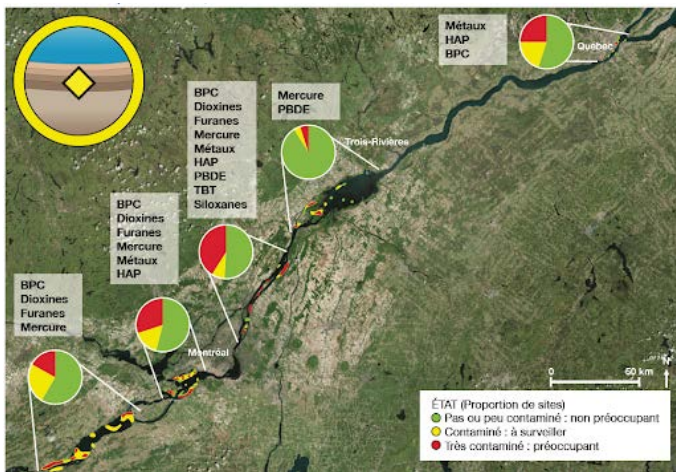 Métaux
HAP
BPC
Québec
BPC
Dioxines
Furanes
Mercure
Métaux
HAP
PBDE
TBT
Siloxanes
Mercure
PBDE
Trois-Rivières
BPC
Dioxines
Furanes
Mercure
Métaux
HAP
BPC
Dioxines
Furanes
Mercure
Montréal
0 50 km
N
ÉTAT (Proportion de sites)
Pas ou peu contaminé : non préoccupant
Contaminé : à surveiller
Très contaminé : préoccupant